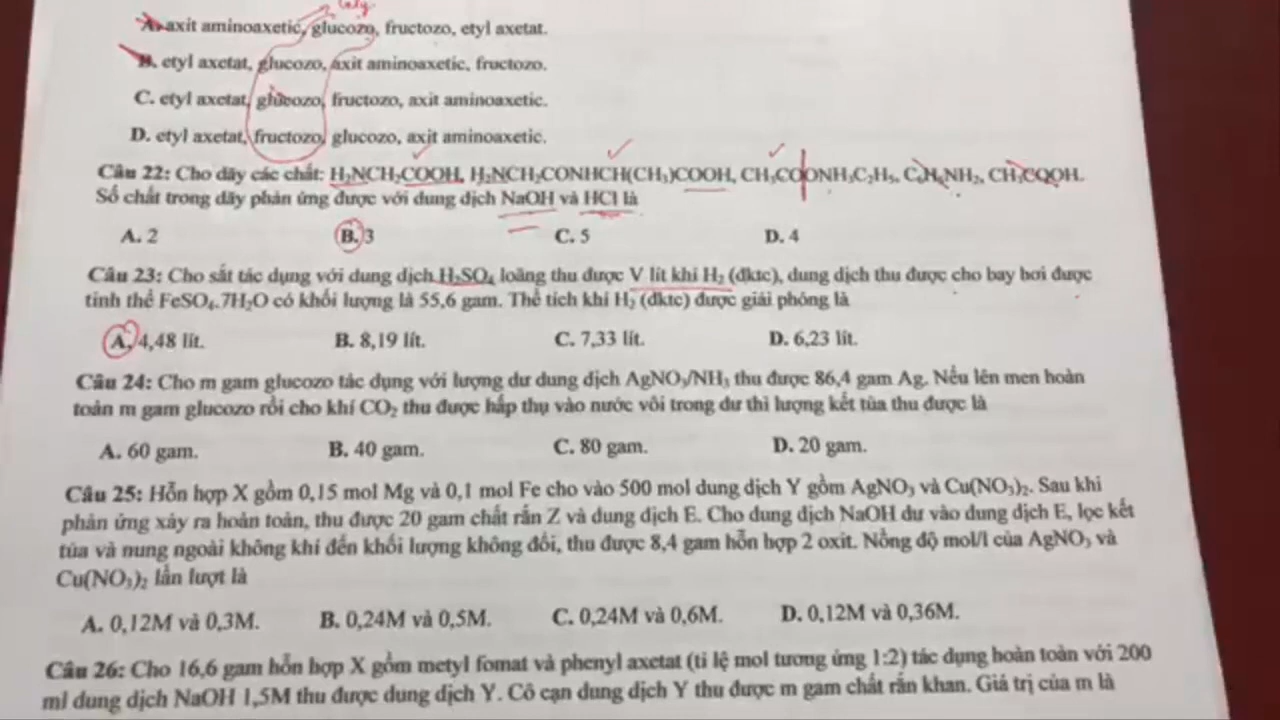 A. axit aminoaxetic, glucozo, fructozo, etyl axetat.
B. etyl axetat, glucozo, axit aminoaxetic, fructozo.
C. etyl axetat, glucozo, fructozo, axit aminoaxetic.
D. etyl axetat, fructozo, glucozo, axit aminoaxetic.
Câu 22: Cho dãy các chất: H₂NCH₂COOH, H₂NCH₂CONHCH(CH₃)COOH, CH₃COONH₃C₂H₅, C₆H₅NH₂, CH₃COOH.
Số chất trong dãy phản ứng được với dung dịch NaOH và HCl là
A. 2 B. 3 C. 5 D. 4
Câu 23: Cho sắt tác dụng với dung dịch H₂SO₄ loãng thu được V lít khí H₂ (đktc), dung dịch thu được cho bay hơi được
tinh thể FeSO₄.7H₂O có khối lượng là 55,6 gam. Thể tích khí H₂ (đktc) được giải phóng là
A. 4,48 lít. B. 8,19 lít. C. 7,33 lít. D. 6,23 lít.
Câu 24: Cho m gam glucozo tác dụng với lượng dư dung dịch AgNO₃/NH₃ thu được 86,4 gam Ag. Nếu lên men hoàn
toàn m gam glucozo rồi cho khí CO₂ thu được hấp thụ vào nước vôi trong dư thì lượng kết tủa thu được là
A. 60 gam. B. 40 gam. C. 80 gam. D. 20 gam.
Câu 25: Hỗn hợp X gồm 0,15 mol Mg và 0,1 mol Fe cho vào 500 mol dung dịch Y gồm AgNO₃ và Cu(NO₃)₂. Sau khi
phản ứng xảy ra hoàn toàn, thu được 20 gam chất rắn Z và dung dịch E. Cho dung dịch NaOH dư vào dung dịch E, lọc kết
tủa và nung ngoài không khí đến khối lượng không đổi, thu được 8,4 gam hỗn hợp 2 oxit. Nồng độ mol/l của AgNO₃ và
Cu(NO₃)₂ lần lượt là
A. 0,12M và 0,3M. B. 0,24M và 0,5M. C. 0,24M và 0,6M. D. 0,12M và 0,36M.
Câu 26: Cho 16,6 gam hỗn hợp X gồm metyl fomat và phenyl axetat (tỉ lệ mol tương ứng 1:2) tác dụng hoàn toàn với 200
ml dung dịch NaOH 1,5M thu được dung dịch Y. Cô cạn dung dịch Y thu được m gam chất rắn khan. Giá trị của m là